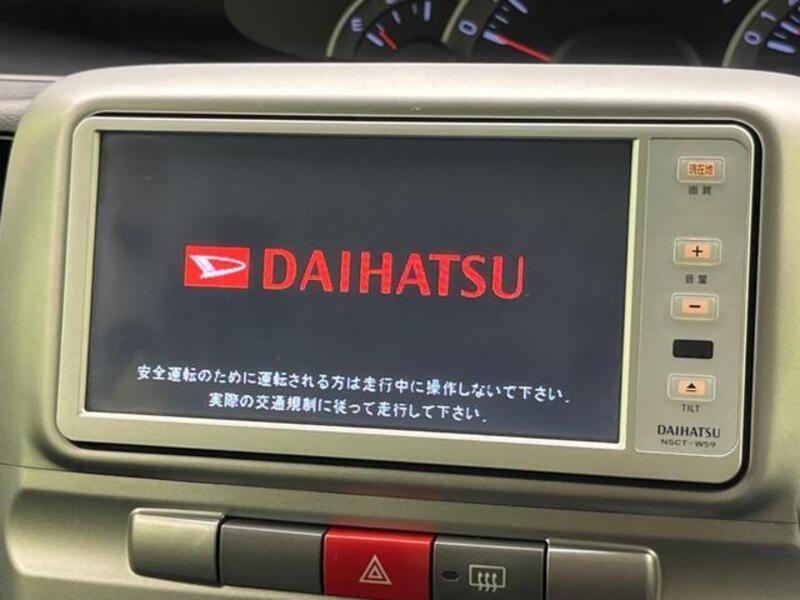 E
0
0 1
現在地
画質
+
音量
DAIHATSU
-
安全運転のために運転される方は走行中に操作しないで下さい.
実際の交通規制に従って走行して下さい.
TILT
DAIHATSU
NSCT-W59